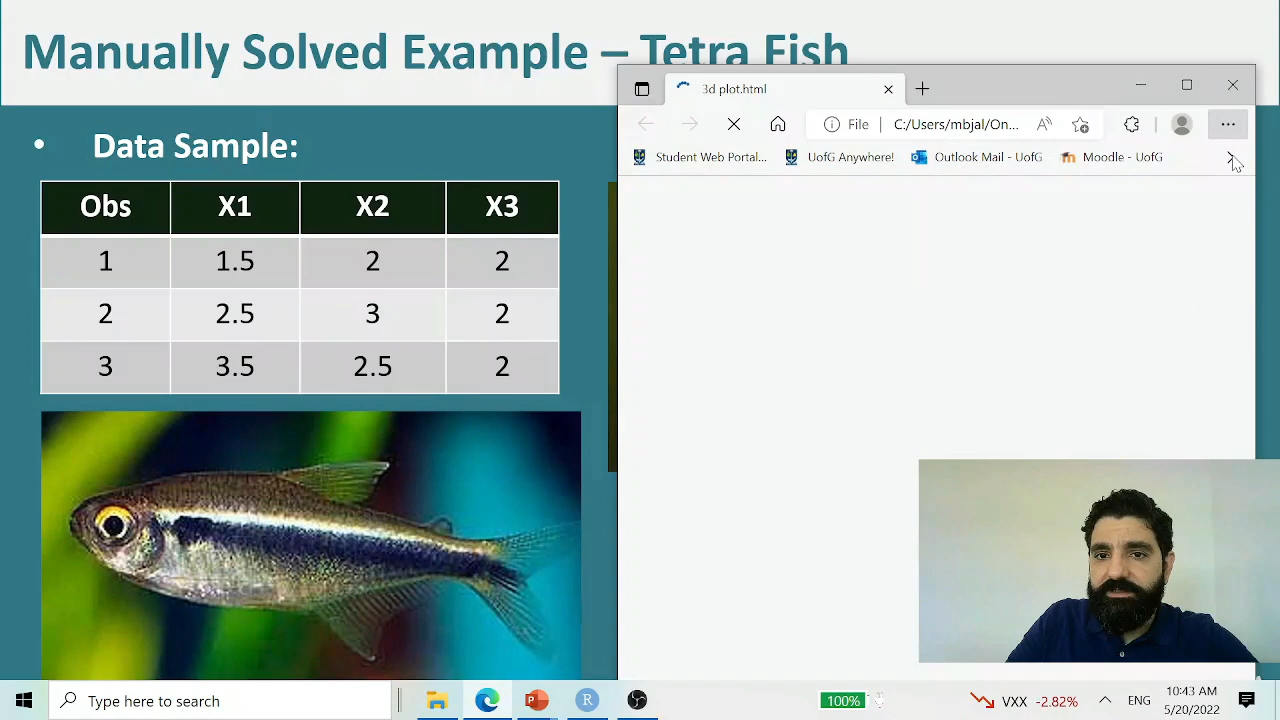 Manually Solved Example – Tetra Fish
• Data Sample:
Obs X1 X2 X3
1 1.5 2 2
2 2.5 3 2
3 3.5 2.5 2
3d plot.html
File C:/Users/mbjal/On...
Student Web Portal... UofG Anywhere! Outlook Mail - UofG Moodle - UofG
Type here to search
R
100%
VXX -2.82%
ENG
10:43 AM
5/20/2022